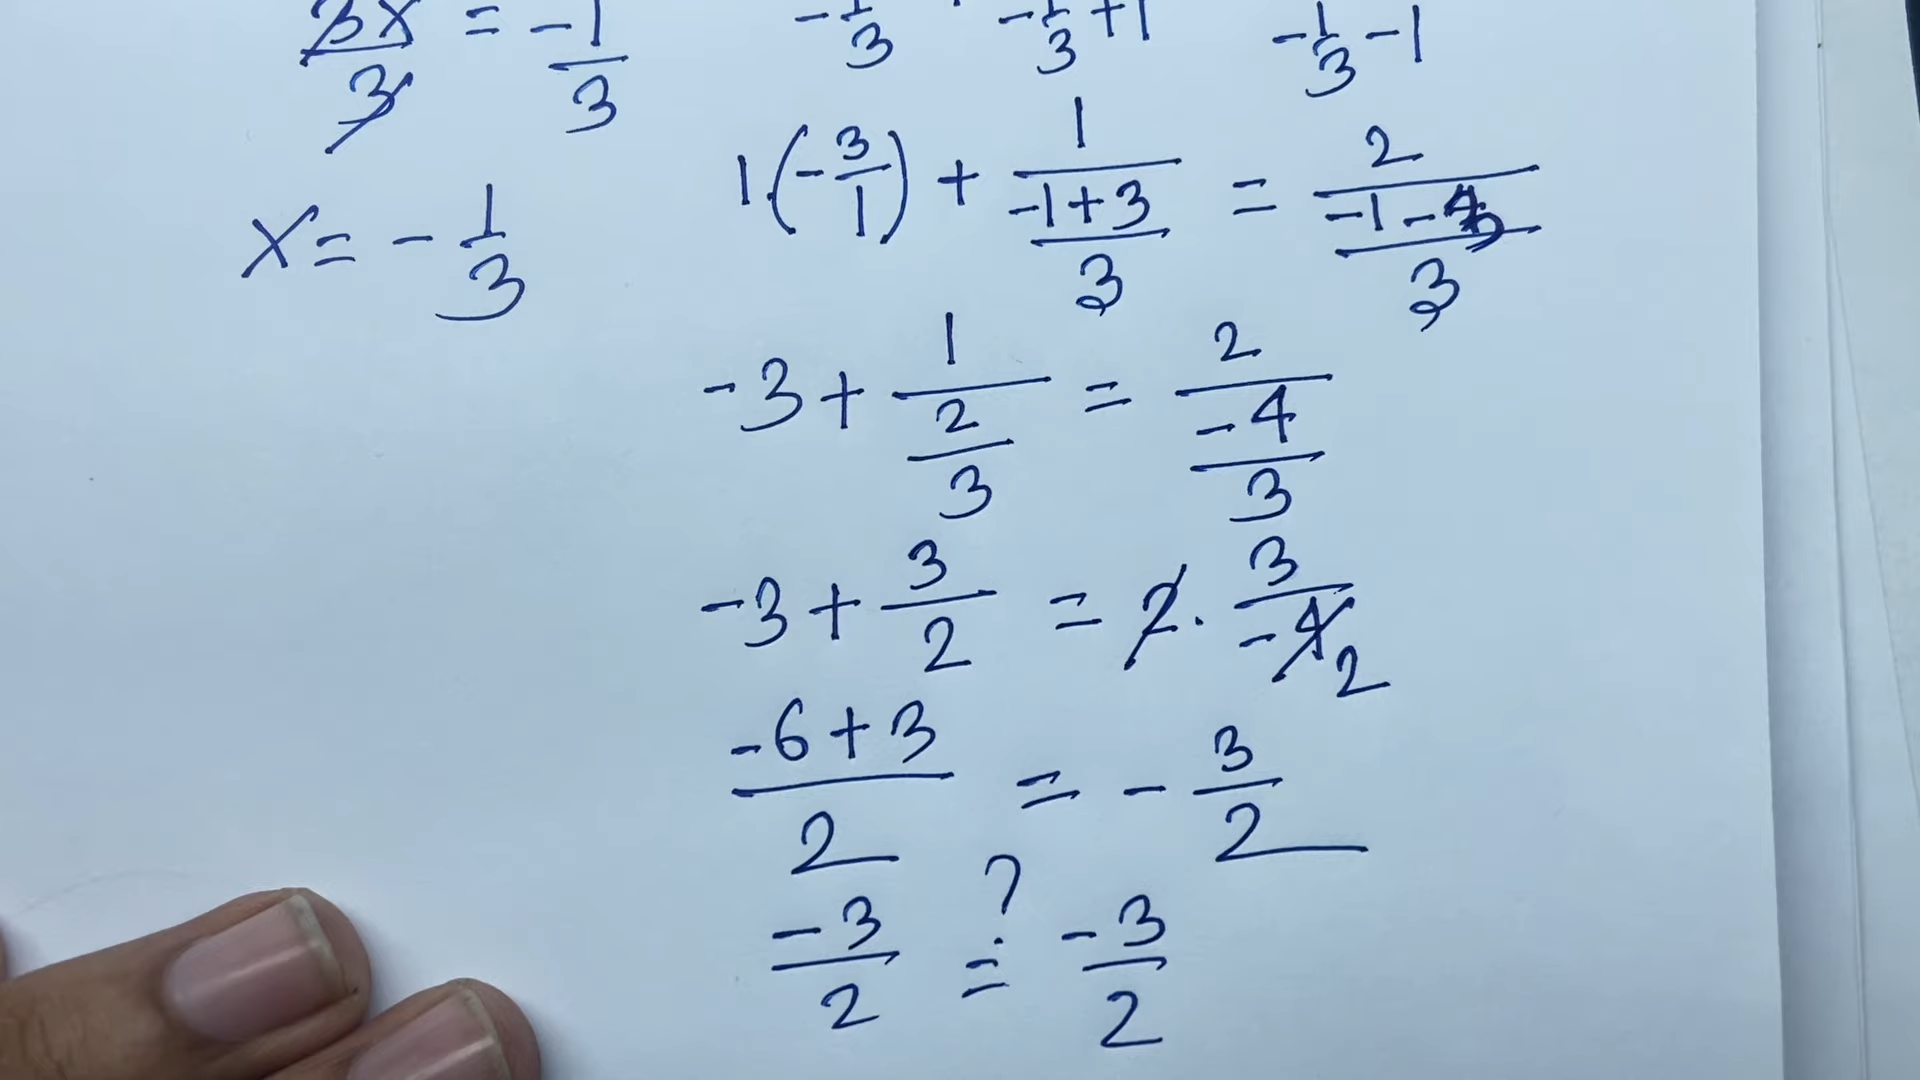 3x/3 = -1/3
x = -1/3
-1/3 -1/3+1 -1/3-1
1(-3/1) + 1/((-1+3)/3) = 2/((-1-3)/3)
-3 + 1/(2/3) = 2/(-4/3)
-3 + 3/2 = 2 · 3/-4 2
(-6+3)/2 = -3/2
-3/2 ?= -3/2